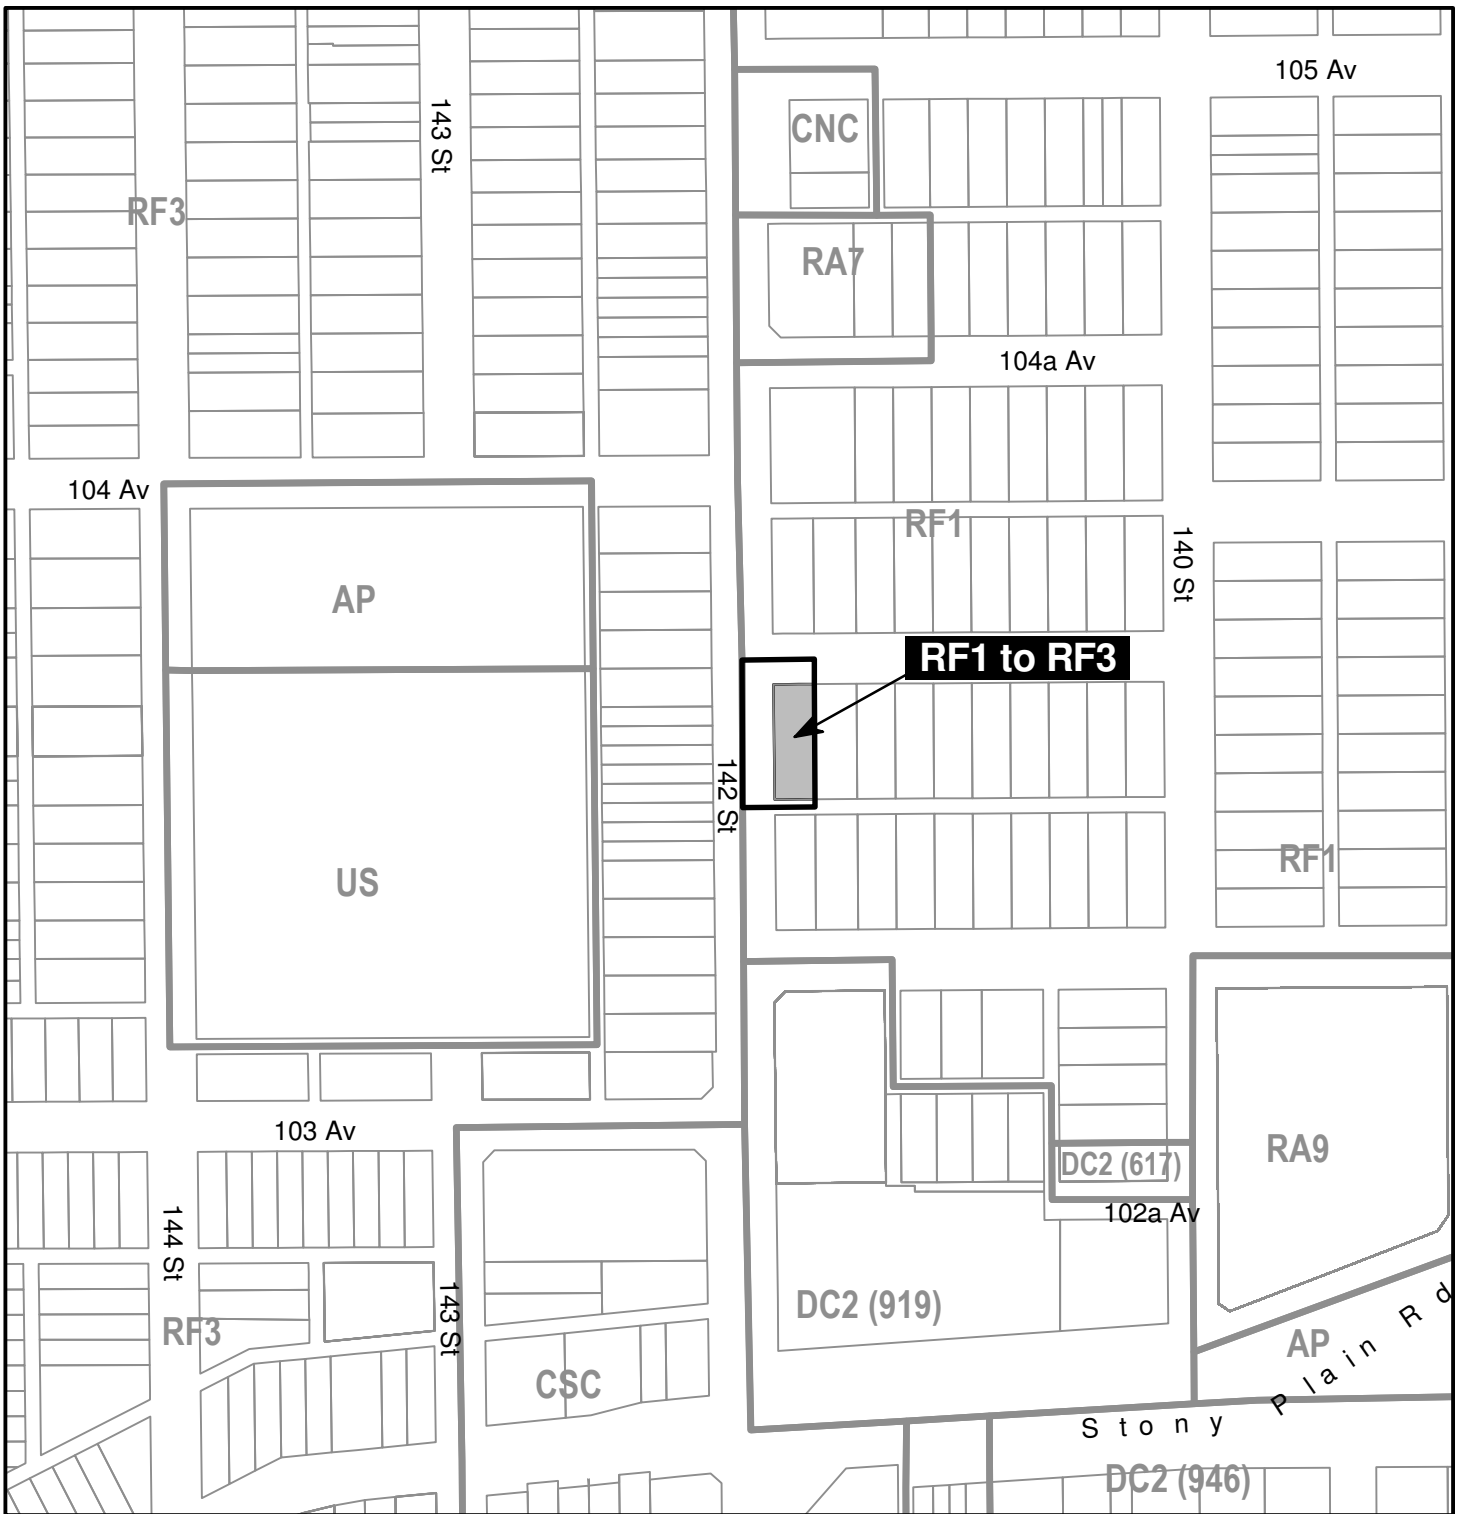 105 Av
143 St
CNC
RF3
RA7
104a Av
104 Av
RF1
140 St
AP
RF1 to RF3
142 St
RF1
US
103 Av
RA9
DC2 (617)
102a Av
144 St
143 St
DC2 (919)
RF3
AP
CSC
Stony Plain Rd
DC2 (946)